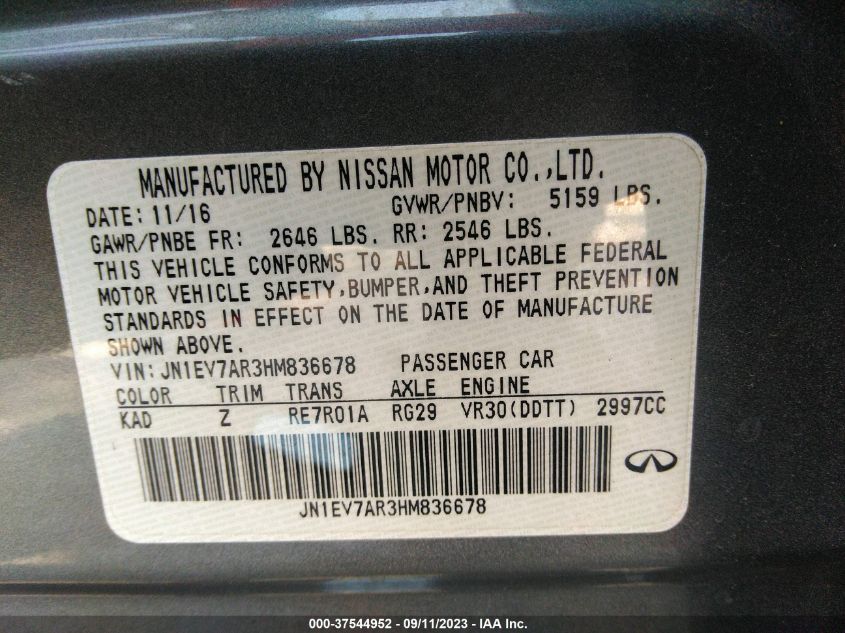 MANUFACTURED BY NISSAN MOTOR CO.,LTD.
DATE: 11/16 GVWR/PNBV: 5159 LBS.
GAWR/PNBE FR: 2646 LBS. RR: 2546 LBS.
THIS VEHICLE CONFORMS TO ALL APPLICABLE FEDERAL
MOTOR VEHICLE SAFETY,BUMPER,AND THEFT PREVENTION
STANDARDS IN EFFECT ON THE DATE OF MANUFACTURE
SHOWN ABOVE.
VIN: JN1EV7AR3HM836678 PASSENGER CAR
COLOR TRIM TRANS AXLE ENGINE
KAD Z RE7R01A RG29 VR30(DDTT) 2997CC
JN1EV7AR3HM836678
000-37544952 - 09/11/2023 - IAA Inc.